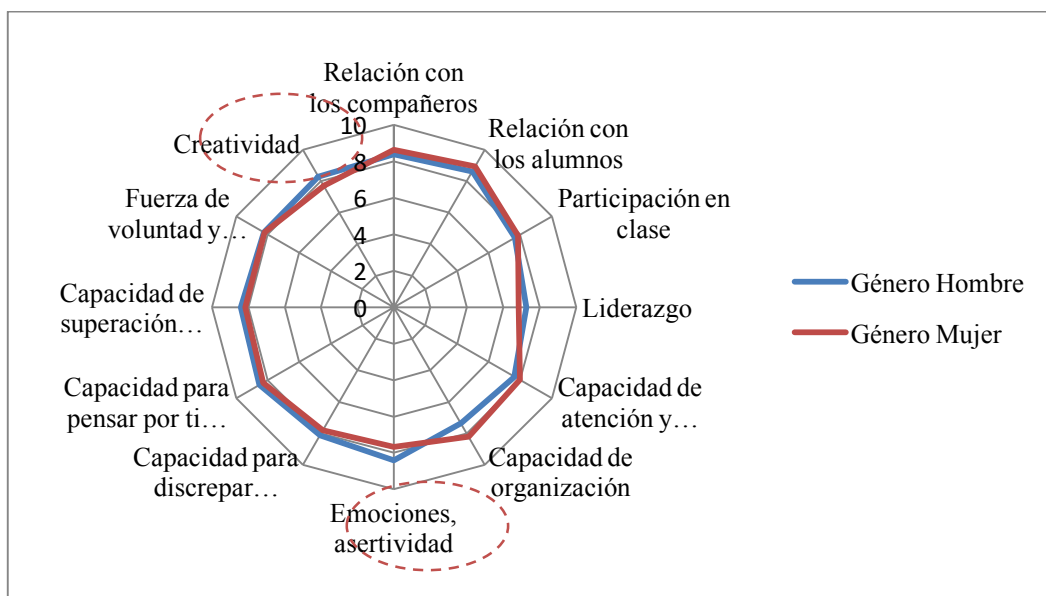 Relación con
los compañeros
Relación con
los alumnos
Participación en
clase
Liderazgo
Capacidad de
atención y…
Capacidad de
organización
Emociones,
asertividad
Capacidad para
discrepar…
Capacidad para
pensar por ti…
Capacidad de
superación…
Fuerza de
voluntad y…
Creatividad
10
8
6
4
2
0
Género Hombre
Género Mujer